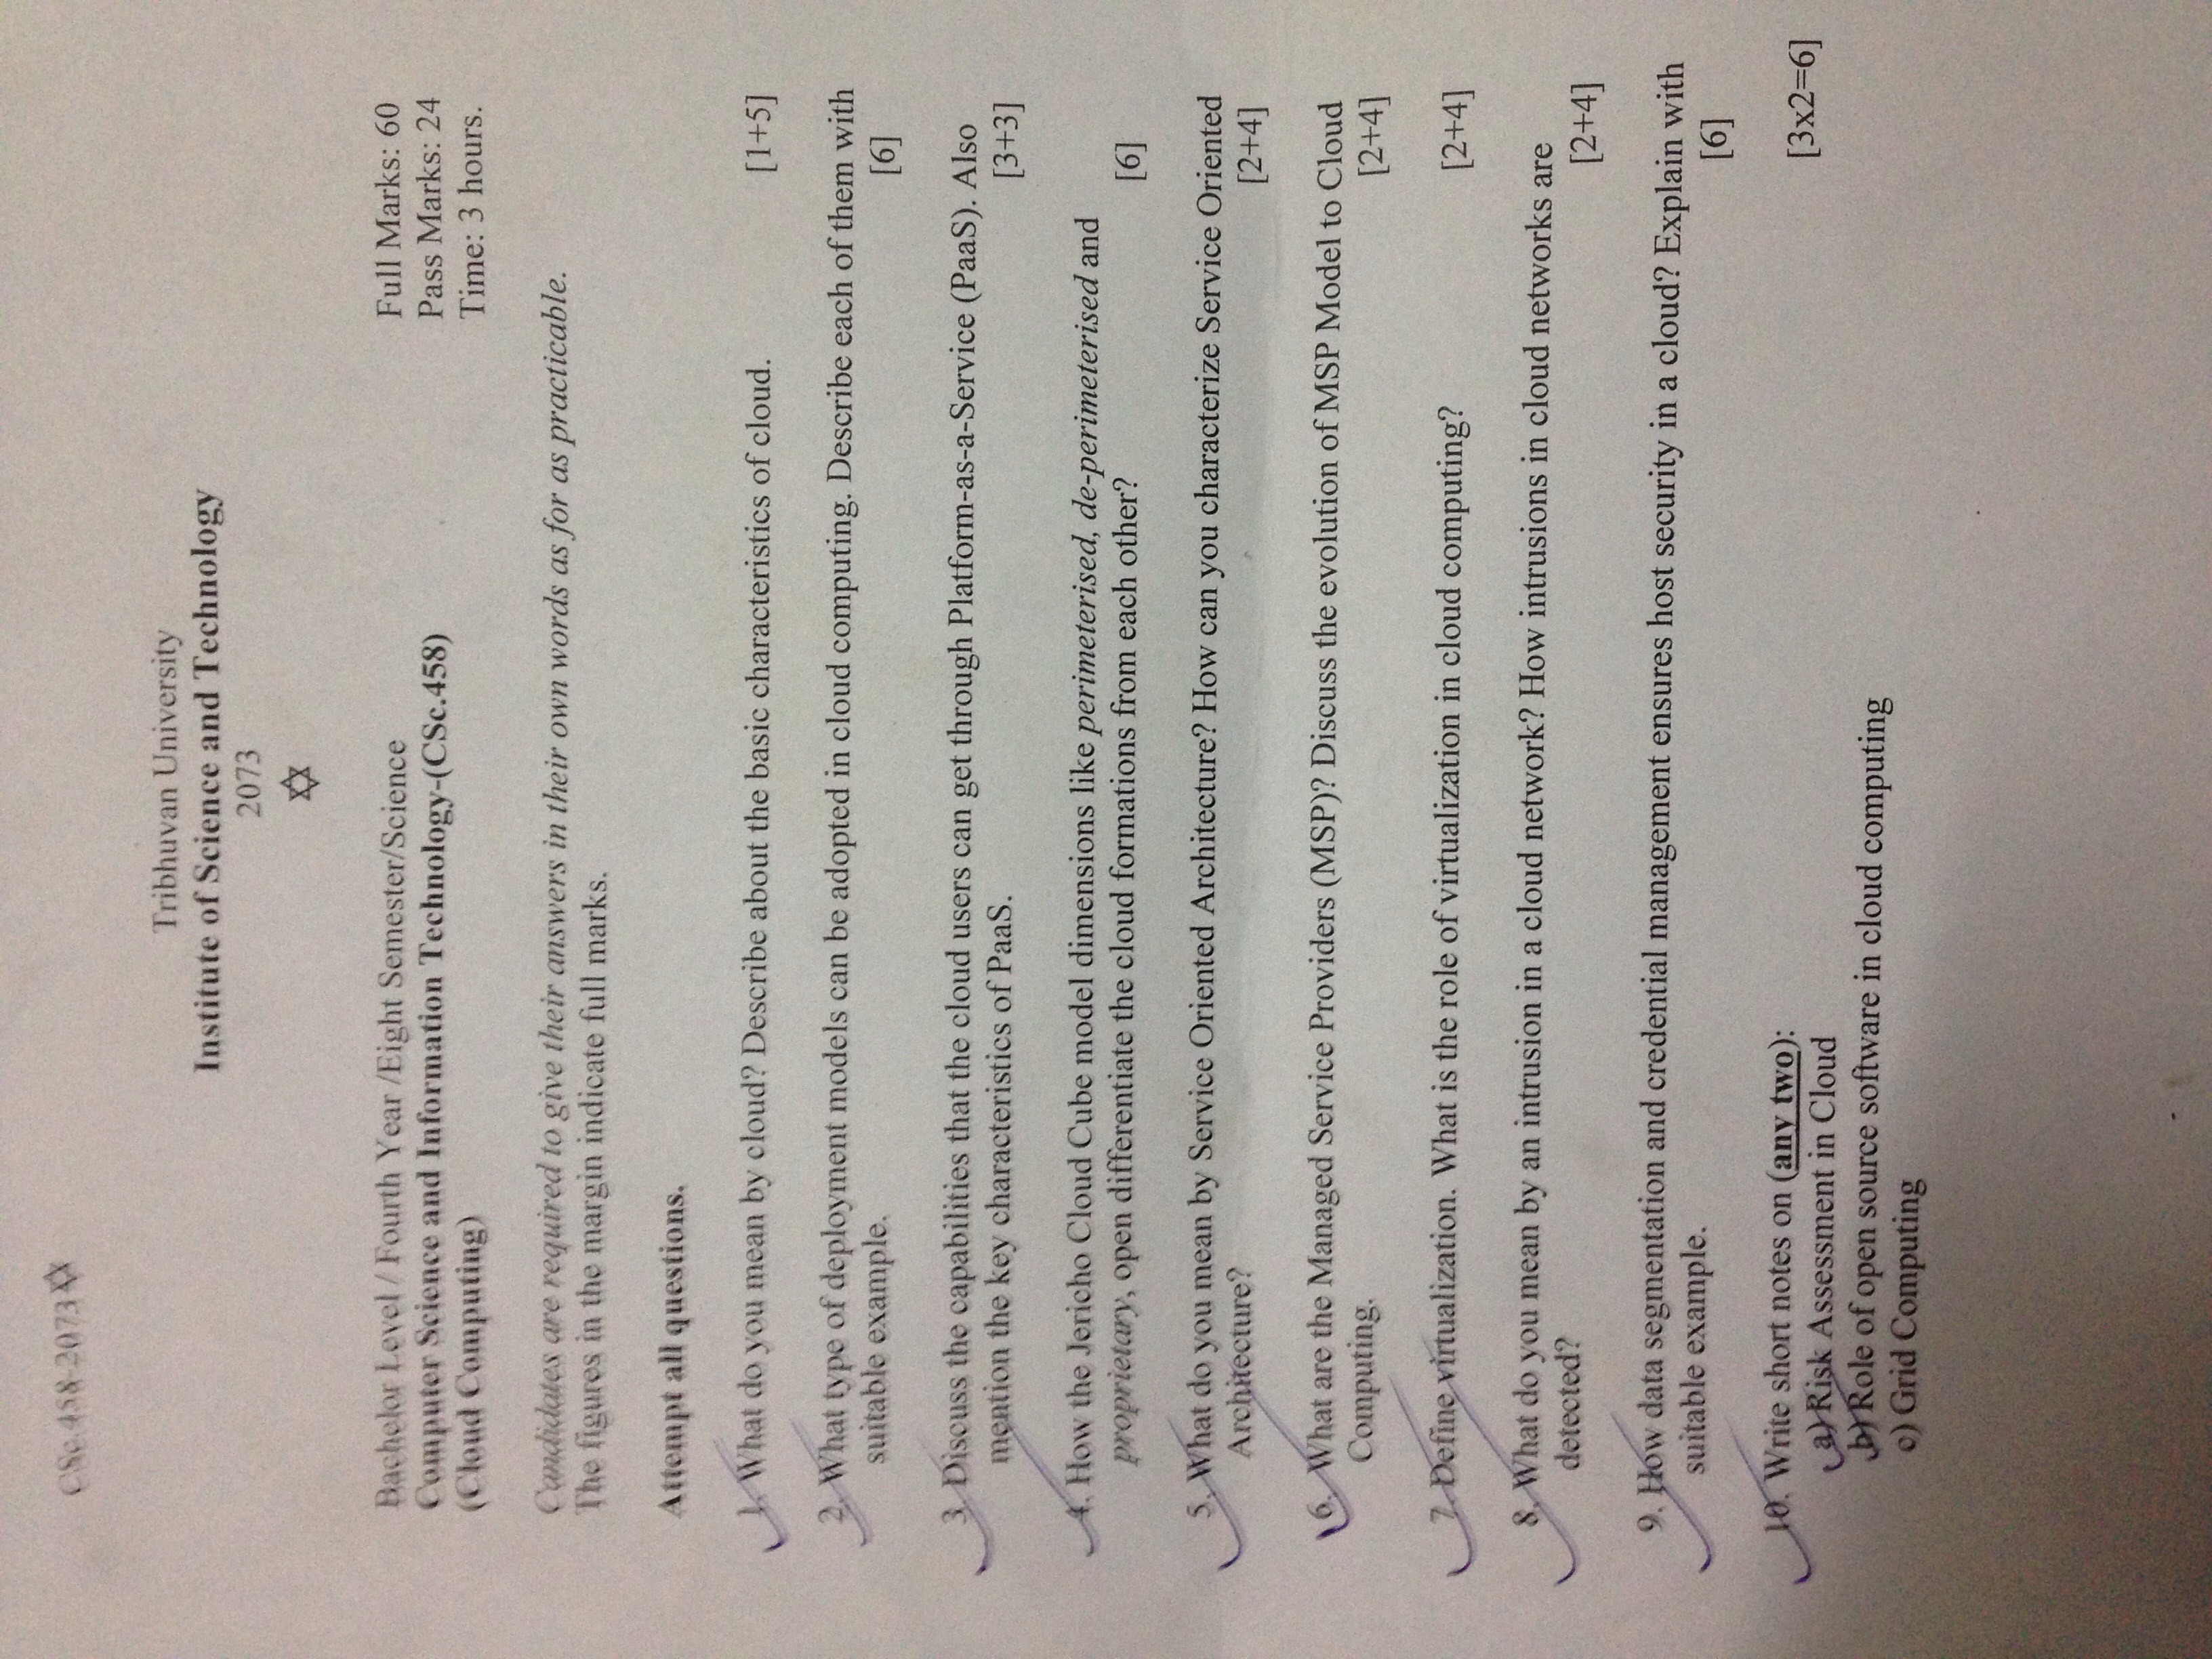 CSc.458-2073✡
Tribhuvan University
Institute of Science and Technology
2073
✡
Bachelor Level / Fourth Year /Eight Semester/Science
Full Marks: 60
Computer Science and Information Technology-(CSc.458)
Pass Marks: 24
(Cloud Computing)
Time: 3 hours.
Candidates are required to give their answers in their own words as for as practicable.
The figures in the margin indicate full marks.
Attempt all questions.
1. What do you mean by cloud? Describe about the basic characteristics of cloud. [1+5]
2. What type of deployment models can be adopted in cloud computing. Describe each of them with
suitable example. [6]
3. Discuss the capabilities that the cloud users can get through Platform-as-a-Service (PaaS). Also
mention the key characteristics of PaaS. [3+3]
4. How the Jericho Cloud Cube model dimensions like perimeterised, de-perimeterised and
proprietary, open differentiate the cloud formations from each other? [6]
5. What do you mean by Service Oriented Architecture? How can you characterize Service Oriented
Architecture? [2+4]
6. What are the Managed Service Providers (MSP)? Discuss the evolution of MSP Model to Cloud
Computing. [2+4]
7. Define virtualization. What is the role of virtualization in cloud computing? [2+4]
8. What do you mean by an intrusion in a cloud network? How intrusions in cloud networks are
detected? [2+4]
9. How data segmentation and credential management ensures host security in a cloud? Explain with
suitable example. [6]
10. Write short notes on (any two): [3x2=6]
a) Risk Assessment in Cloud
b) Role of open source software in cloud computing
c) Grid Computing